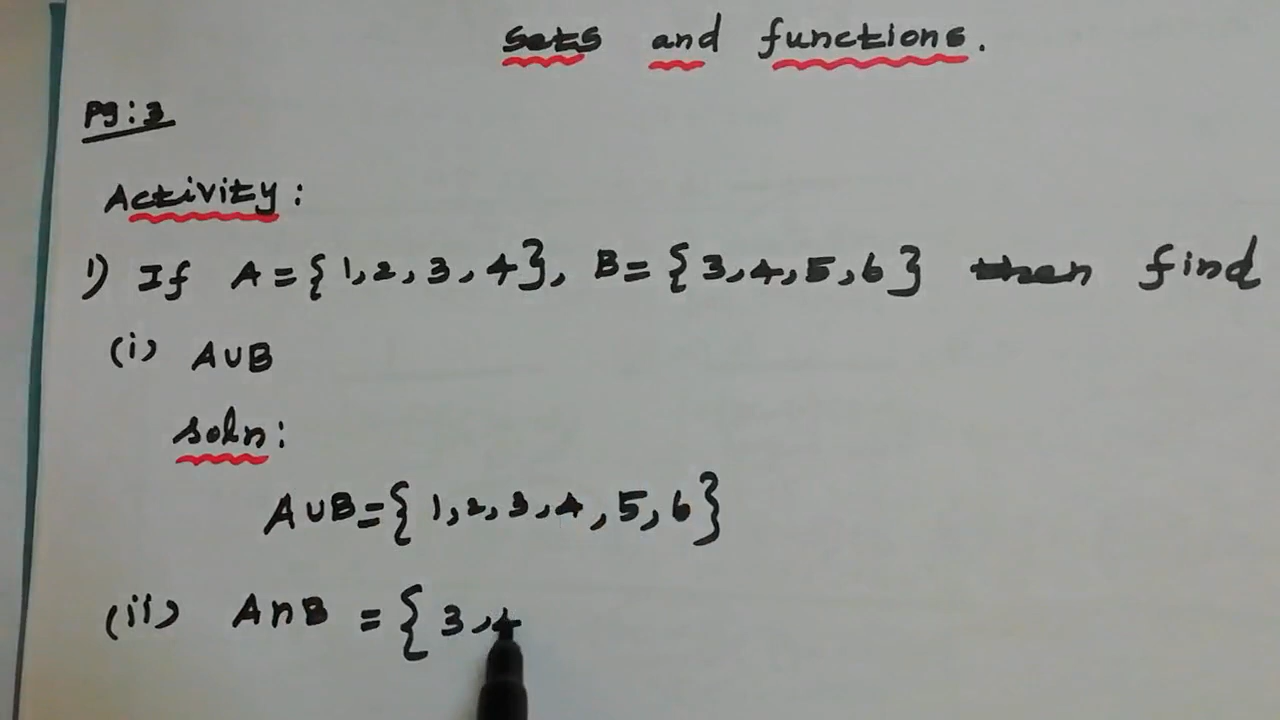 Sets and functions.
Pg:3
Activity:
1) If A={1,2,3,4}, B={3,4,5,6} then find
(i) A∪B
Soln:
A∪B={1,2,3,4,5,6}
(ii) A∩B = {3,4